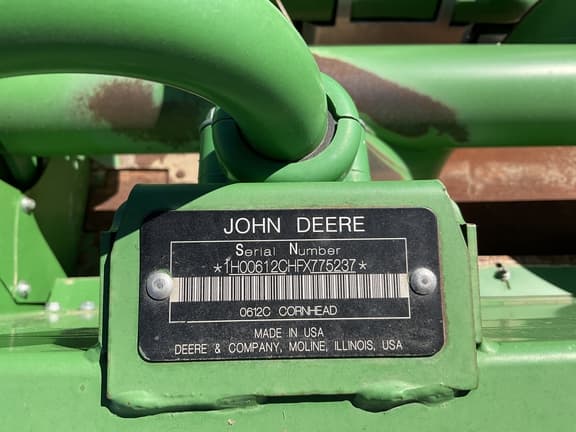 JOHN DEERE
Serial Number
*1H00612CHFX775237*
0612C CORNHEAD
MADE IN USA
DEERE & COMPANY, MOLINE, ILLINOIS, USA